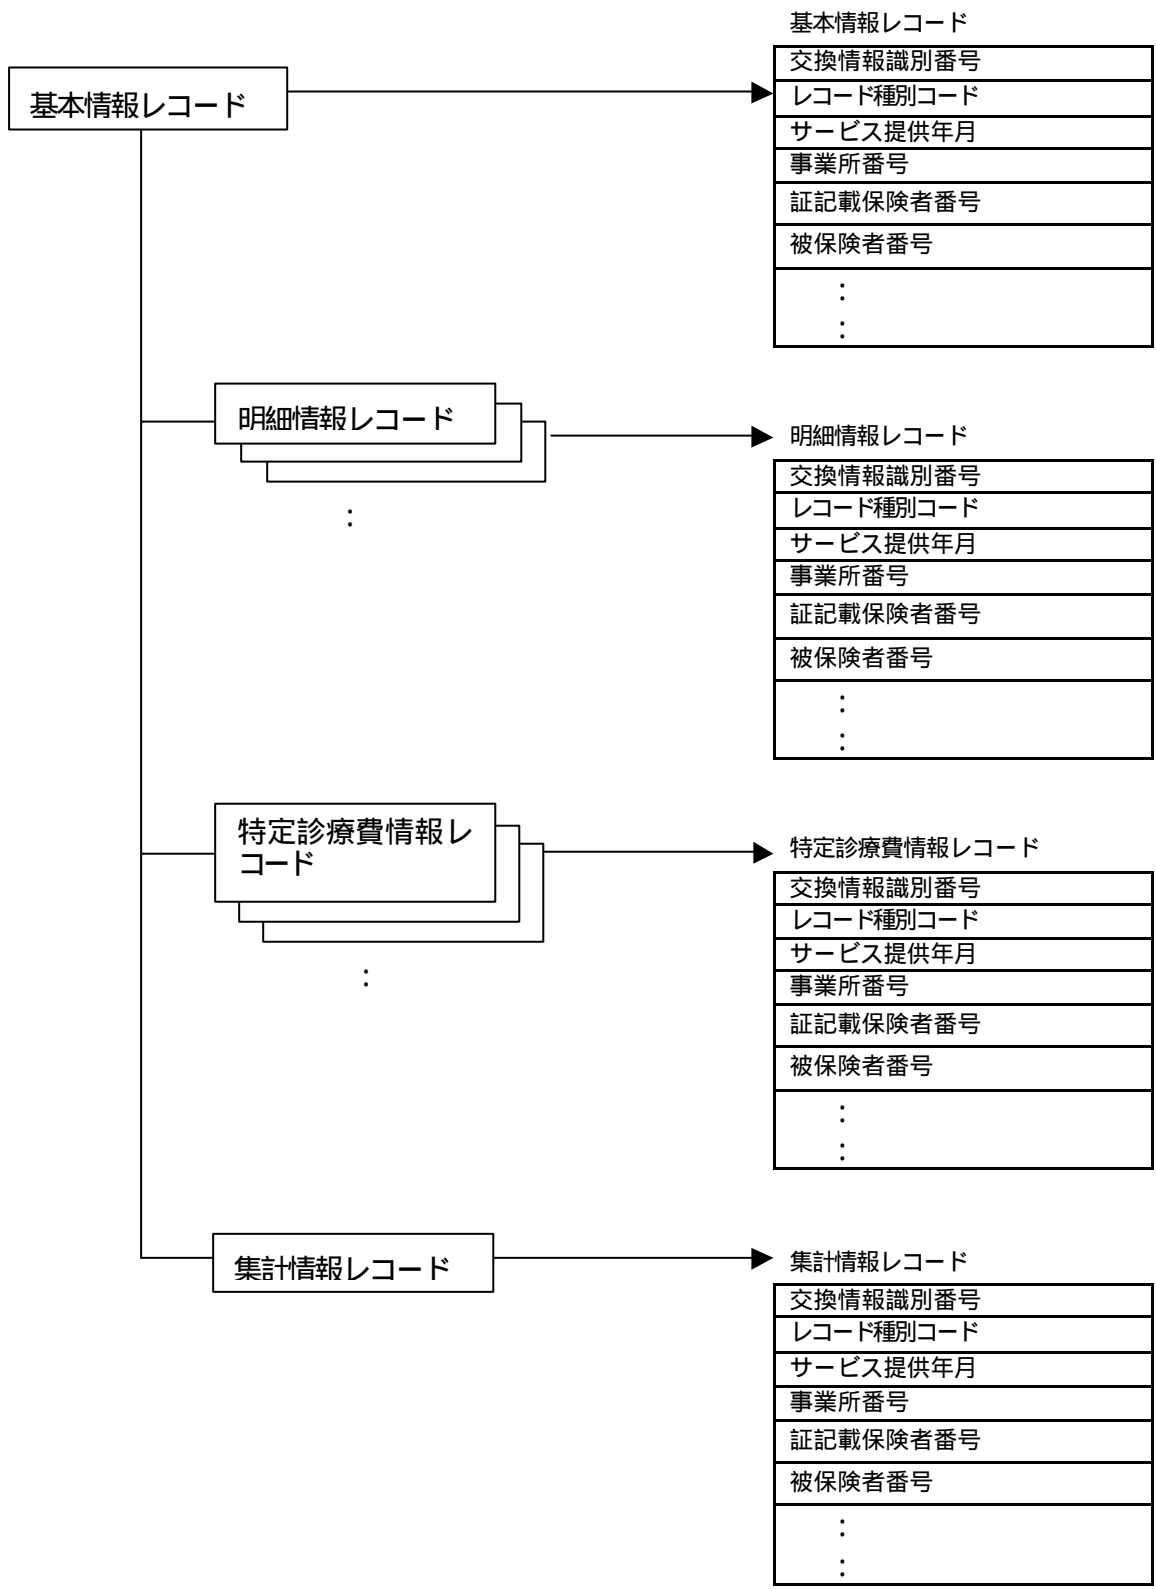 基本情報レコード
基本情報レコード
交換情報識別番号
レコード種別コード
サービス提供年月
事業所番号
証記載保険者番号
被保険者番号
：
：
明細情報レコード
：
明細情報レコード
交換情報識別番号
レコード種別コード
サービス提供年月
事業所番号
証記載保険者番号
被保険者番号
：
：
特定診療費情報レ
コード
：
特定診療費情報レコード
交換情報識別番号
レコード種別コード
サービス提供年月
事業所番号
証記載保険者番号
被保険者番号
：
：
集計情報レコード
集計情報レコード
交換情報識別番号
レコード種別コード
サービス提供年月
事業所番号
証記載保険者番号
被保険者番号
：
：